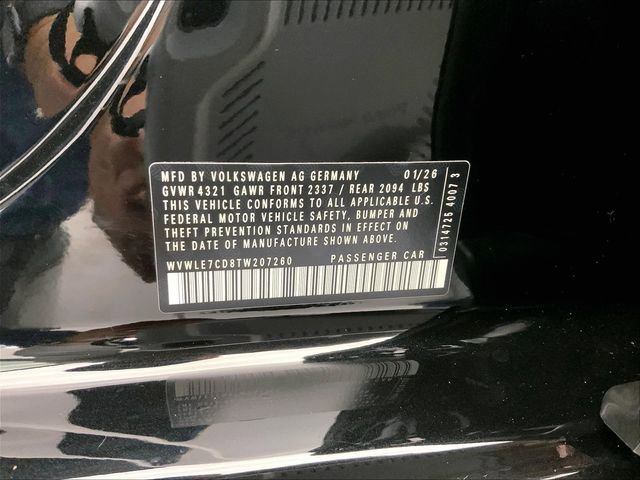 MFD BY VOLKSWAGEN AG GERMANY 01/26
GVWR 4321 GAWR FRONT 2337 / REAR 2094 LBS
THIS VEHICLE CONFORMS TO ALL APPLICABLE U.S.
FEDERAL MOTOR VEHICLE SAFETY, BUMPER AND
THEFT PREVENTION STANDARDS IN EFFECT ON
THE DATE OF MANUFACTURE SHOWN ABOVE.
WVWLE7CD8TW207260 PASSENGER CAR
0314725 4007 3